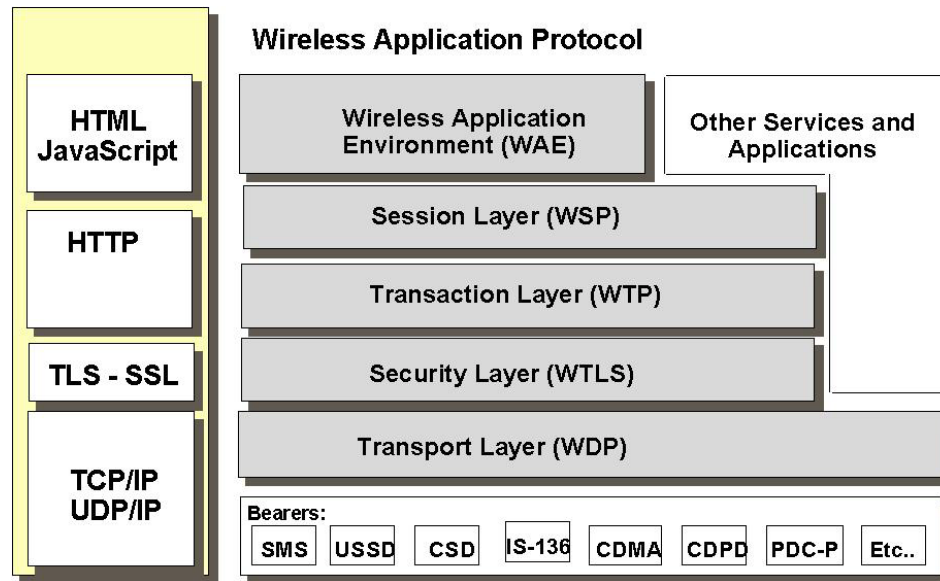 Wireless Application Protocol
HTML
JavaScript
HTTP
TLS - SSL
TCP/IP
UDP/IP
Wireless Application
Environment (WAE)
Other Services and
Applications
Session Layer (WSP)
Transaction Layer (WTP)
Security Layer (WTLS)
Transport Layer (WDP)
Bearers:
SMS USSD CSD IS-136 CDMA CDPD PDC-P Etc..